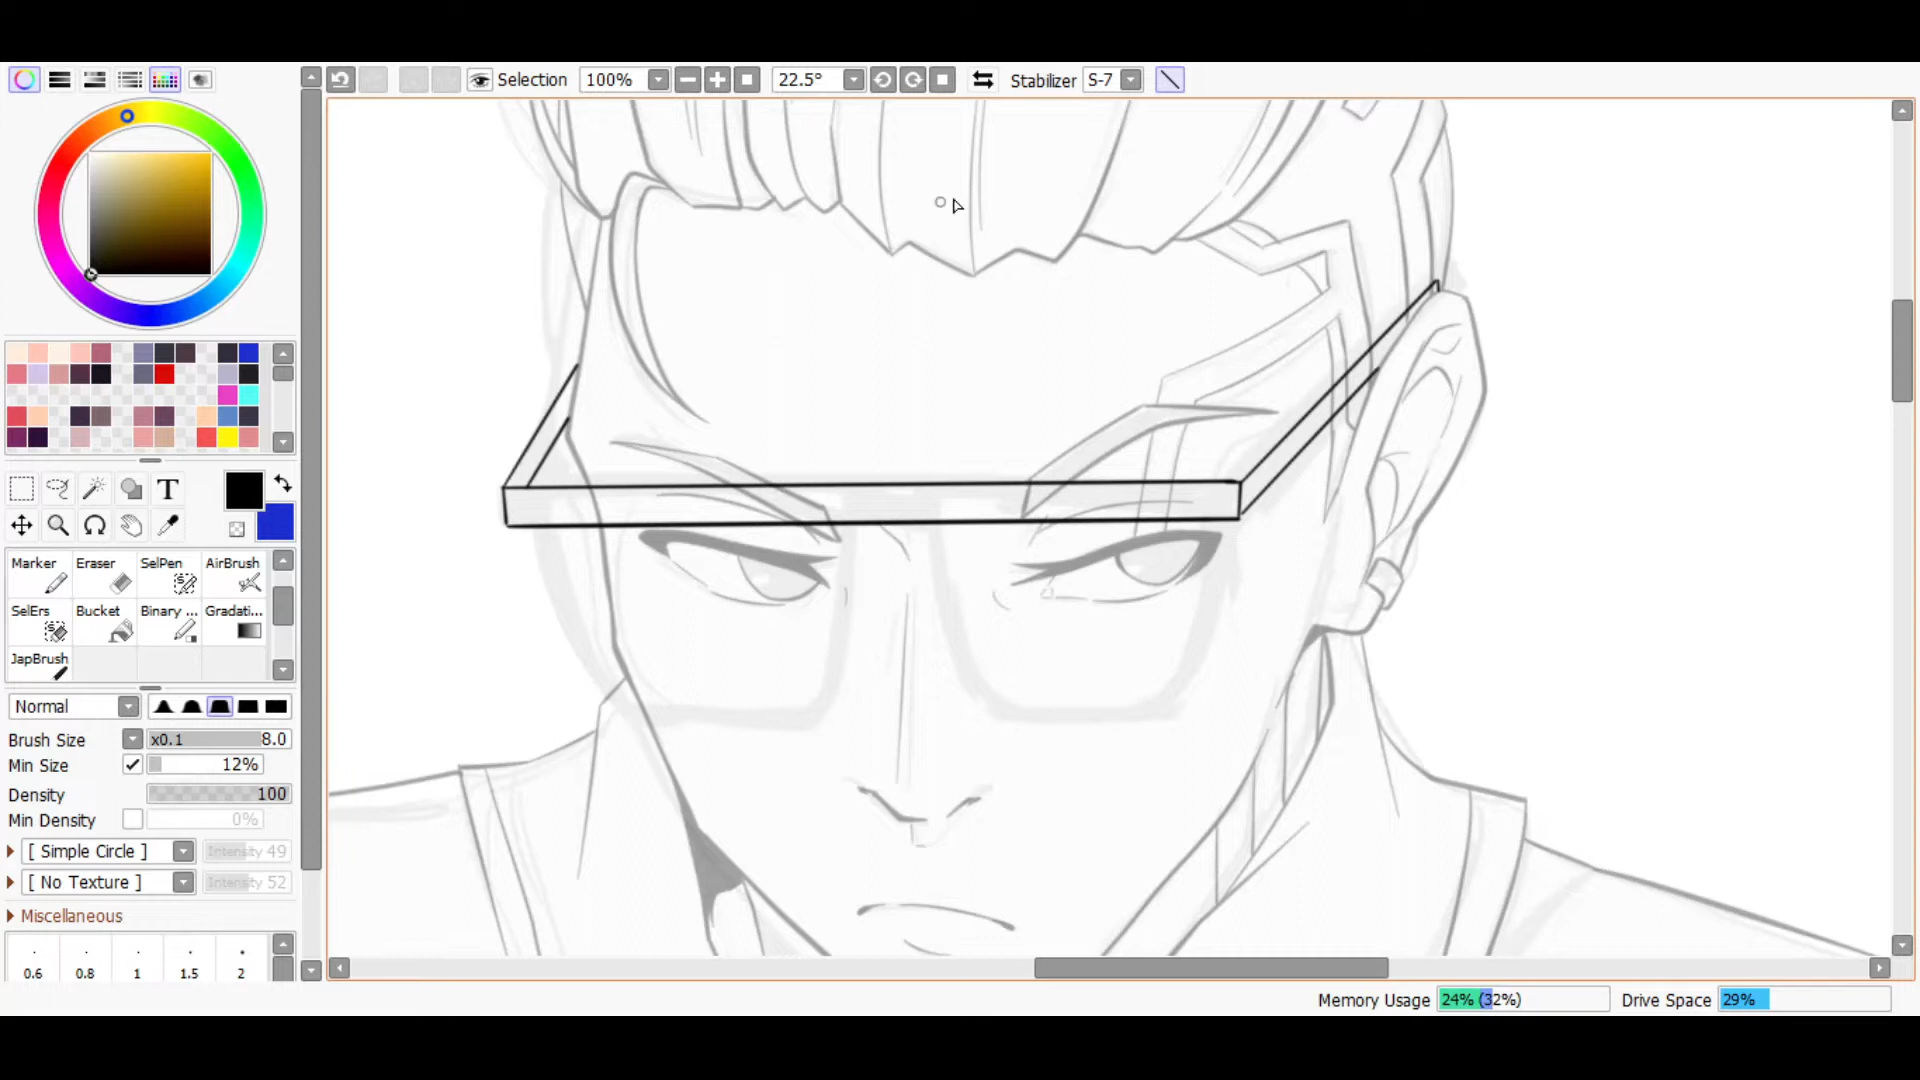 Selection 100% 22.5° Stabilizer S-7
T
Marker Eraser SelPen AirBrush
SelErs Bucket Binary ... Gradati...
JapBrush
Normal
Brush Size x0.1 8.0
Min Size 12%
Density 100
Min Density 0%
[ Simple Circle ] Intensity 49
[ No Texture ] Intensity 52
Miscellaneous
0.6 0.8 1 1.5 2
Memory Usage 24% (32%) Drive Space 29%